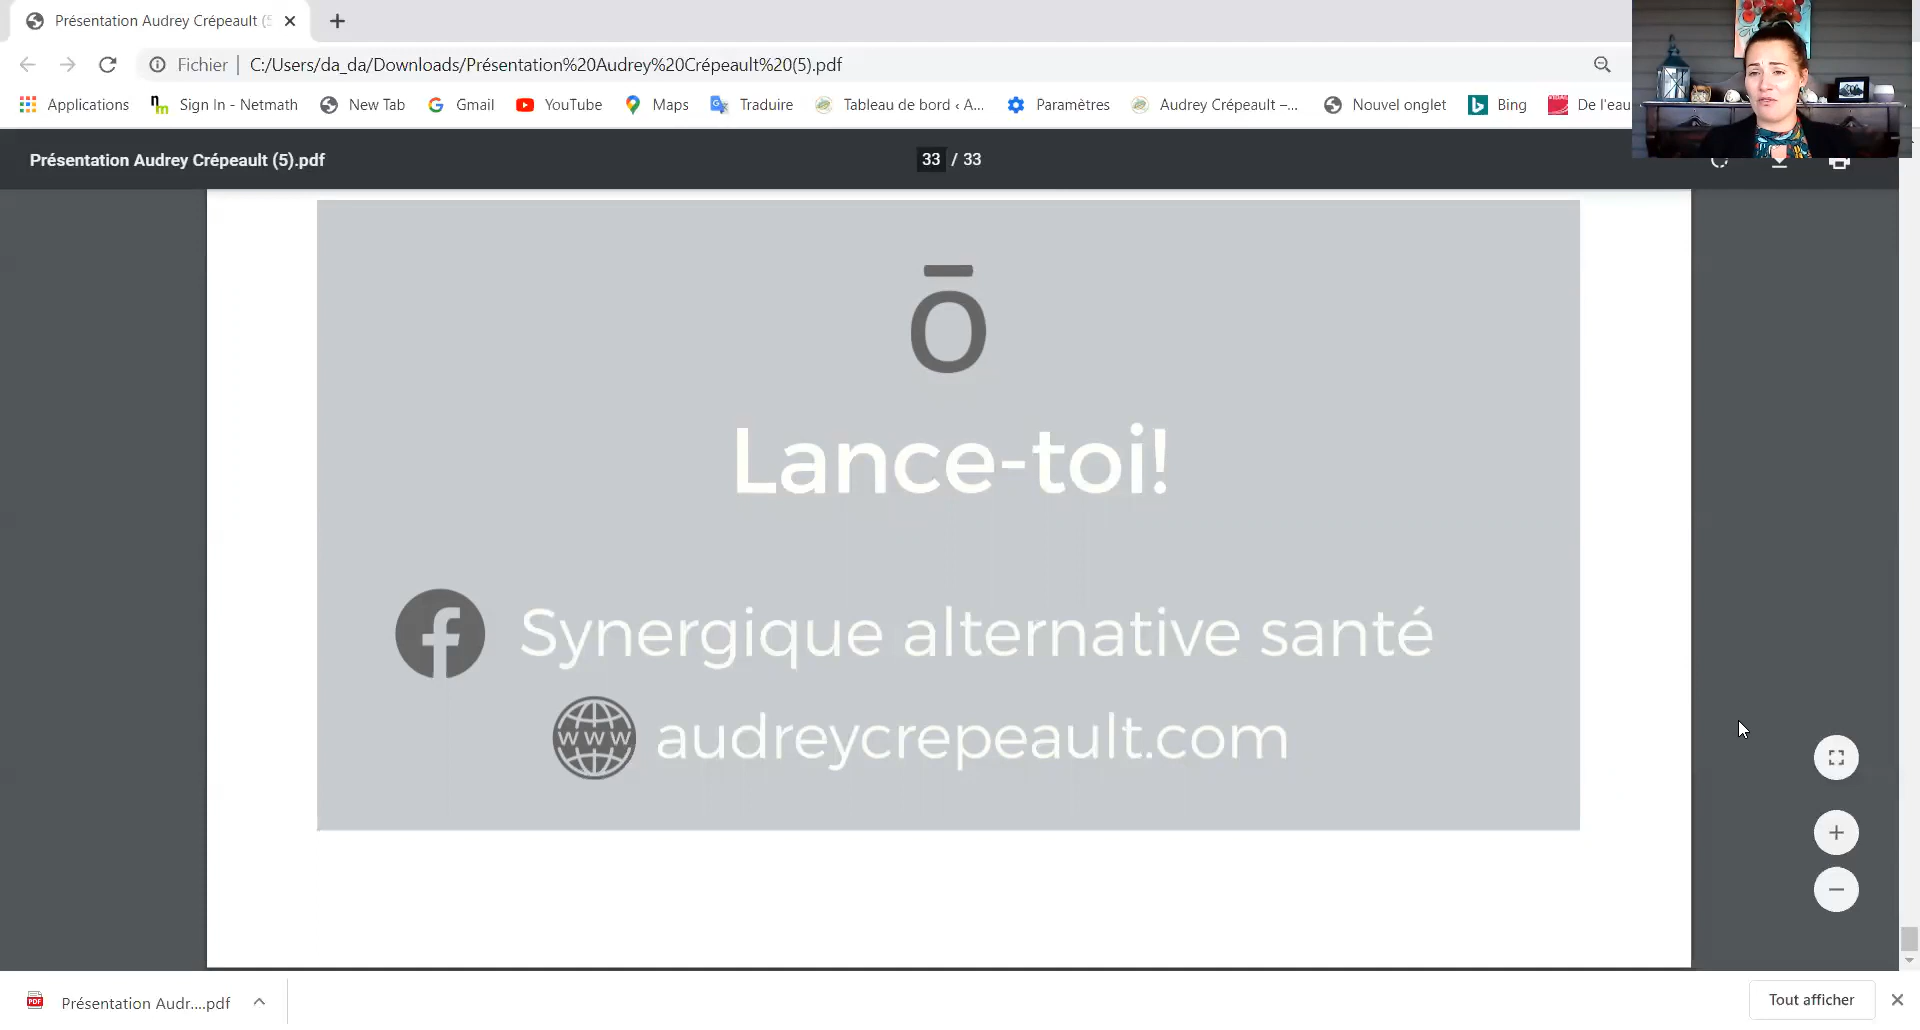 Présentation Audrey Crépeault (5
Fichier | C:/Users/da_da/Downloads/Présentation%20Audrey%20Crépeault%20(5).pdf
Applications Sign In - Netmath New Tab Gmail YouTube Maps Traduire Tableau de bord ‹ A... Paramètres Audrey Crépeault –... Nouvel onglet Bing De l'eau
Présentation Audrey Crépeault (5).pdf 33 / 33
ō
Lance-toi!
Synergique alternative santé
www audreycrepeault.com
PDF Présentation Audr....pdf Tout afficher